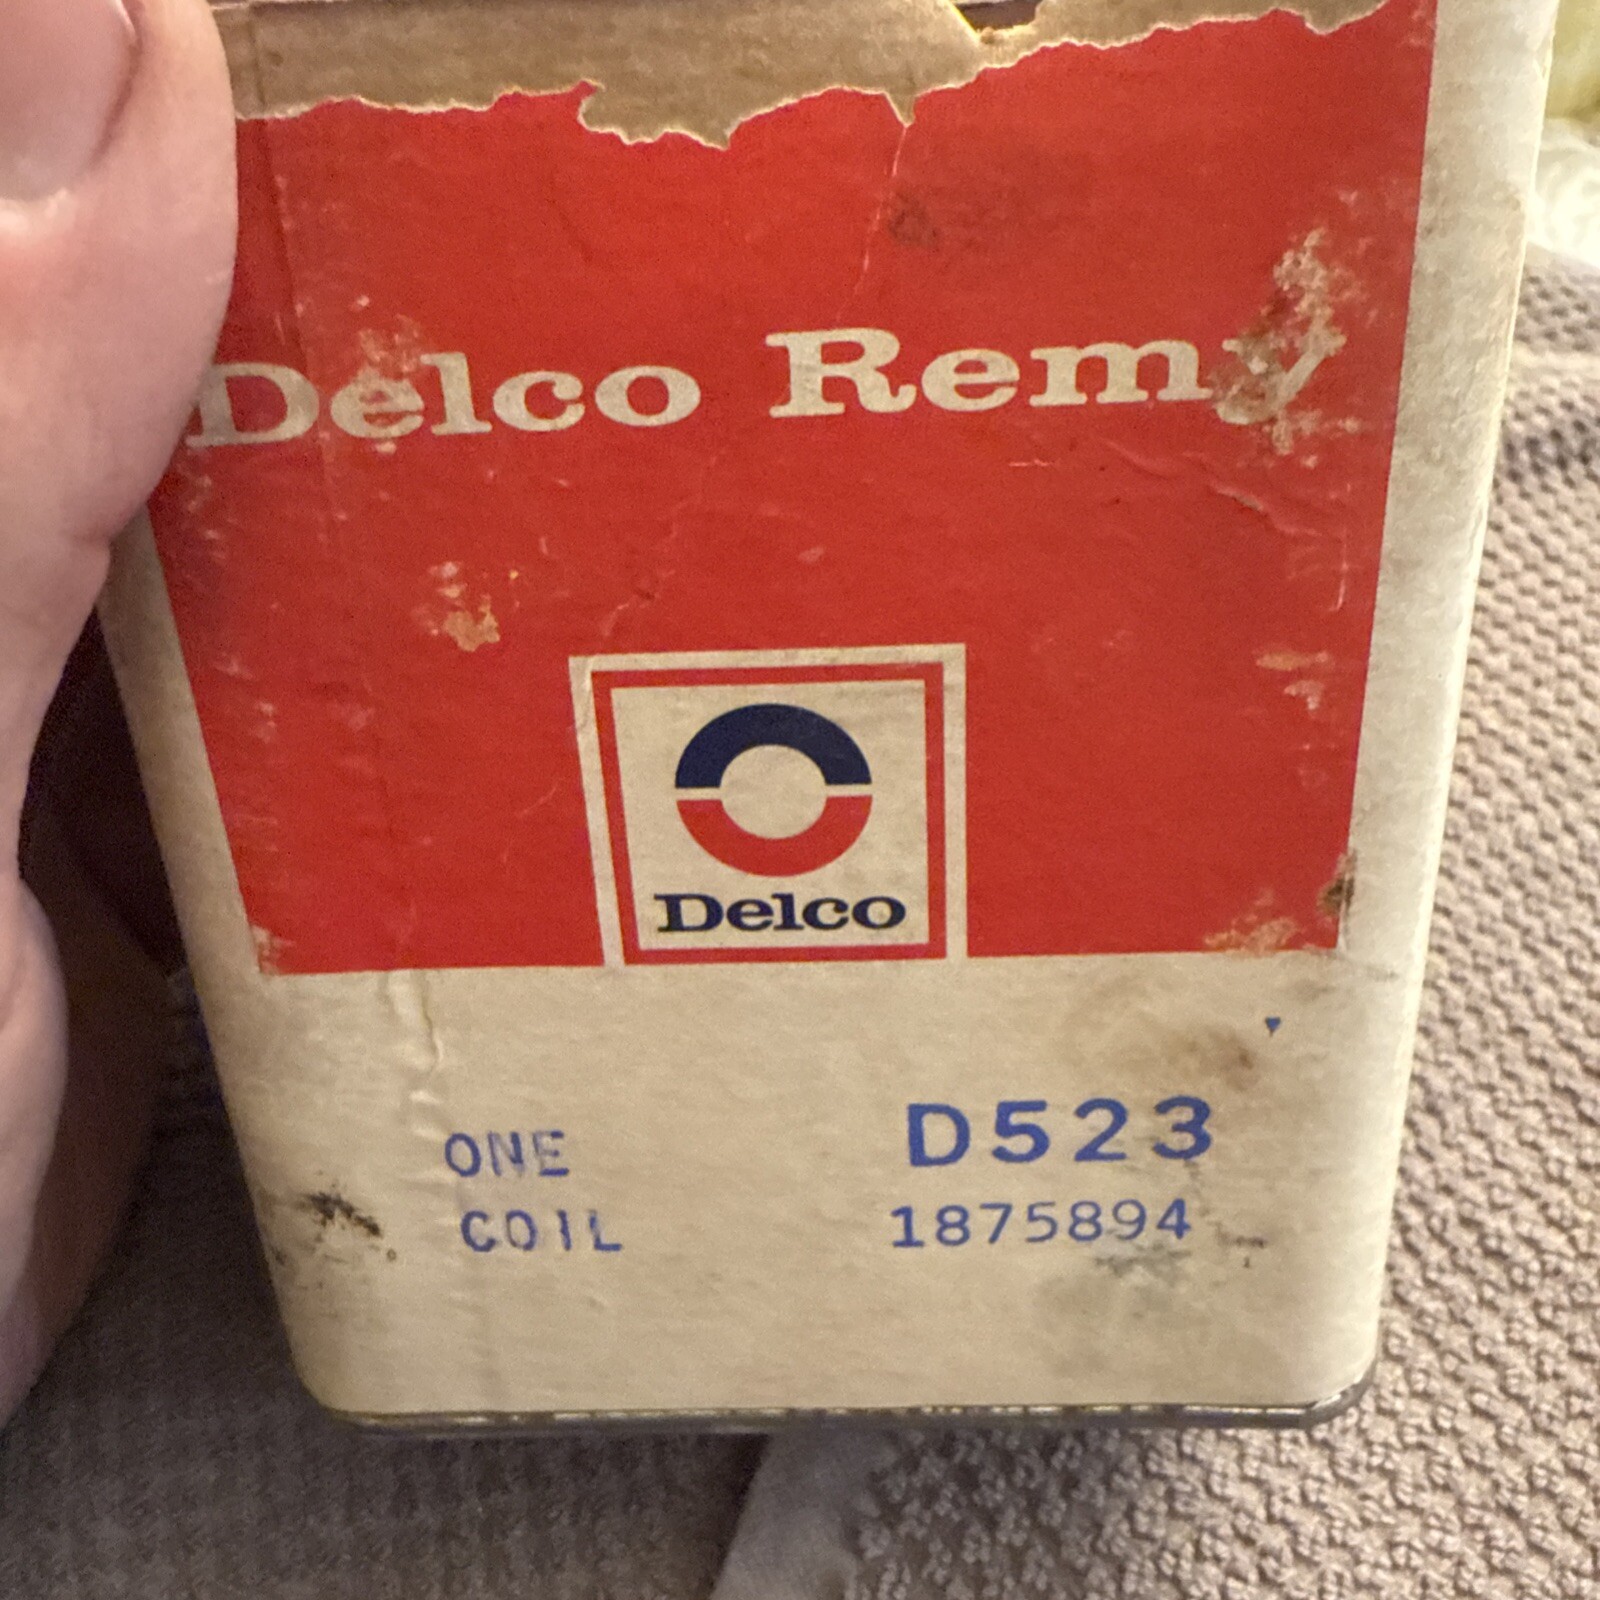 Delco Remy
Delco
ONE
COIL
D523
1875894